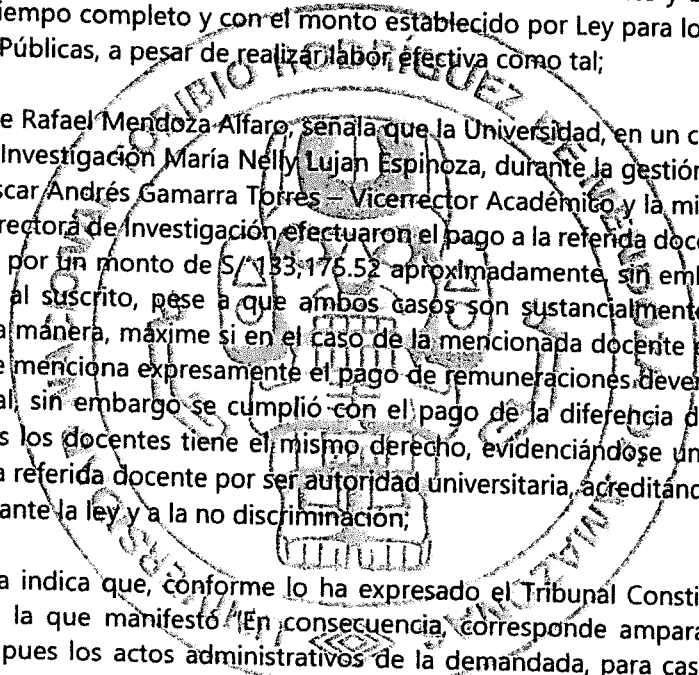 iempo completo y con el monto establecido por Ley para lo
Públicas, a pesar de realizar labor efectiva como tal;
e Rafael Mendoza Alfaro, señala que la Universidad, en un c
Investigación María Nelly Lujan Espinoza, durante la gestión
scar Andrés Gamarra Torres – Vicerrector Académico y la mi
rectora de Investigación efectuaron el pago a la referida doce
por un monto de S/ 133,175.52 aproximadamente, sin emb
al suscrito, pese a que ambos casos son sustancialmente
a manera, máxime si en el caso de la mencionada docente
e menciona expresamente el pago de remuneraciones deve
al, sin embargo se cumplió con el pago de la diferencia d
s los docentes tiene el mismo derecho, evidenciándose un
a referida docente por ser autoridad universitaria, acreditánd
ante la ley y a la no discriminación;
a indica que, conforme lo ha expresado el Tribunal Consti
la que manifestó "En consecuencia, corresponde ampara
pues los actos administrativos de la demandada, para cas
TORIBIO RODRÍGUEZ DE MENDOZA
AMAZONAS